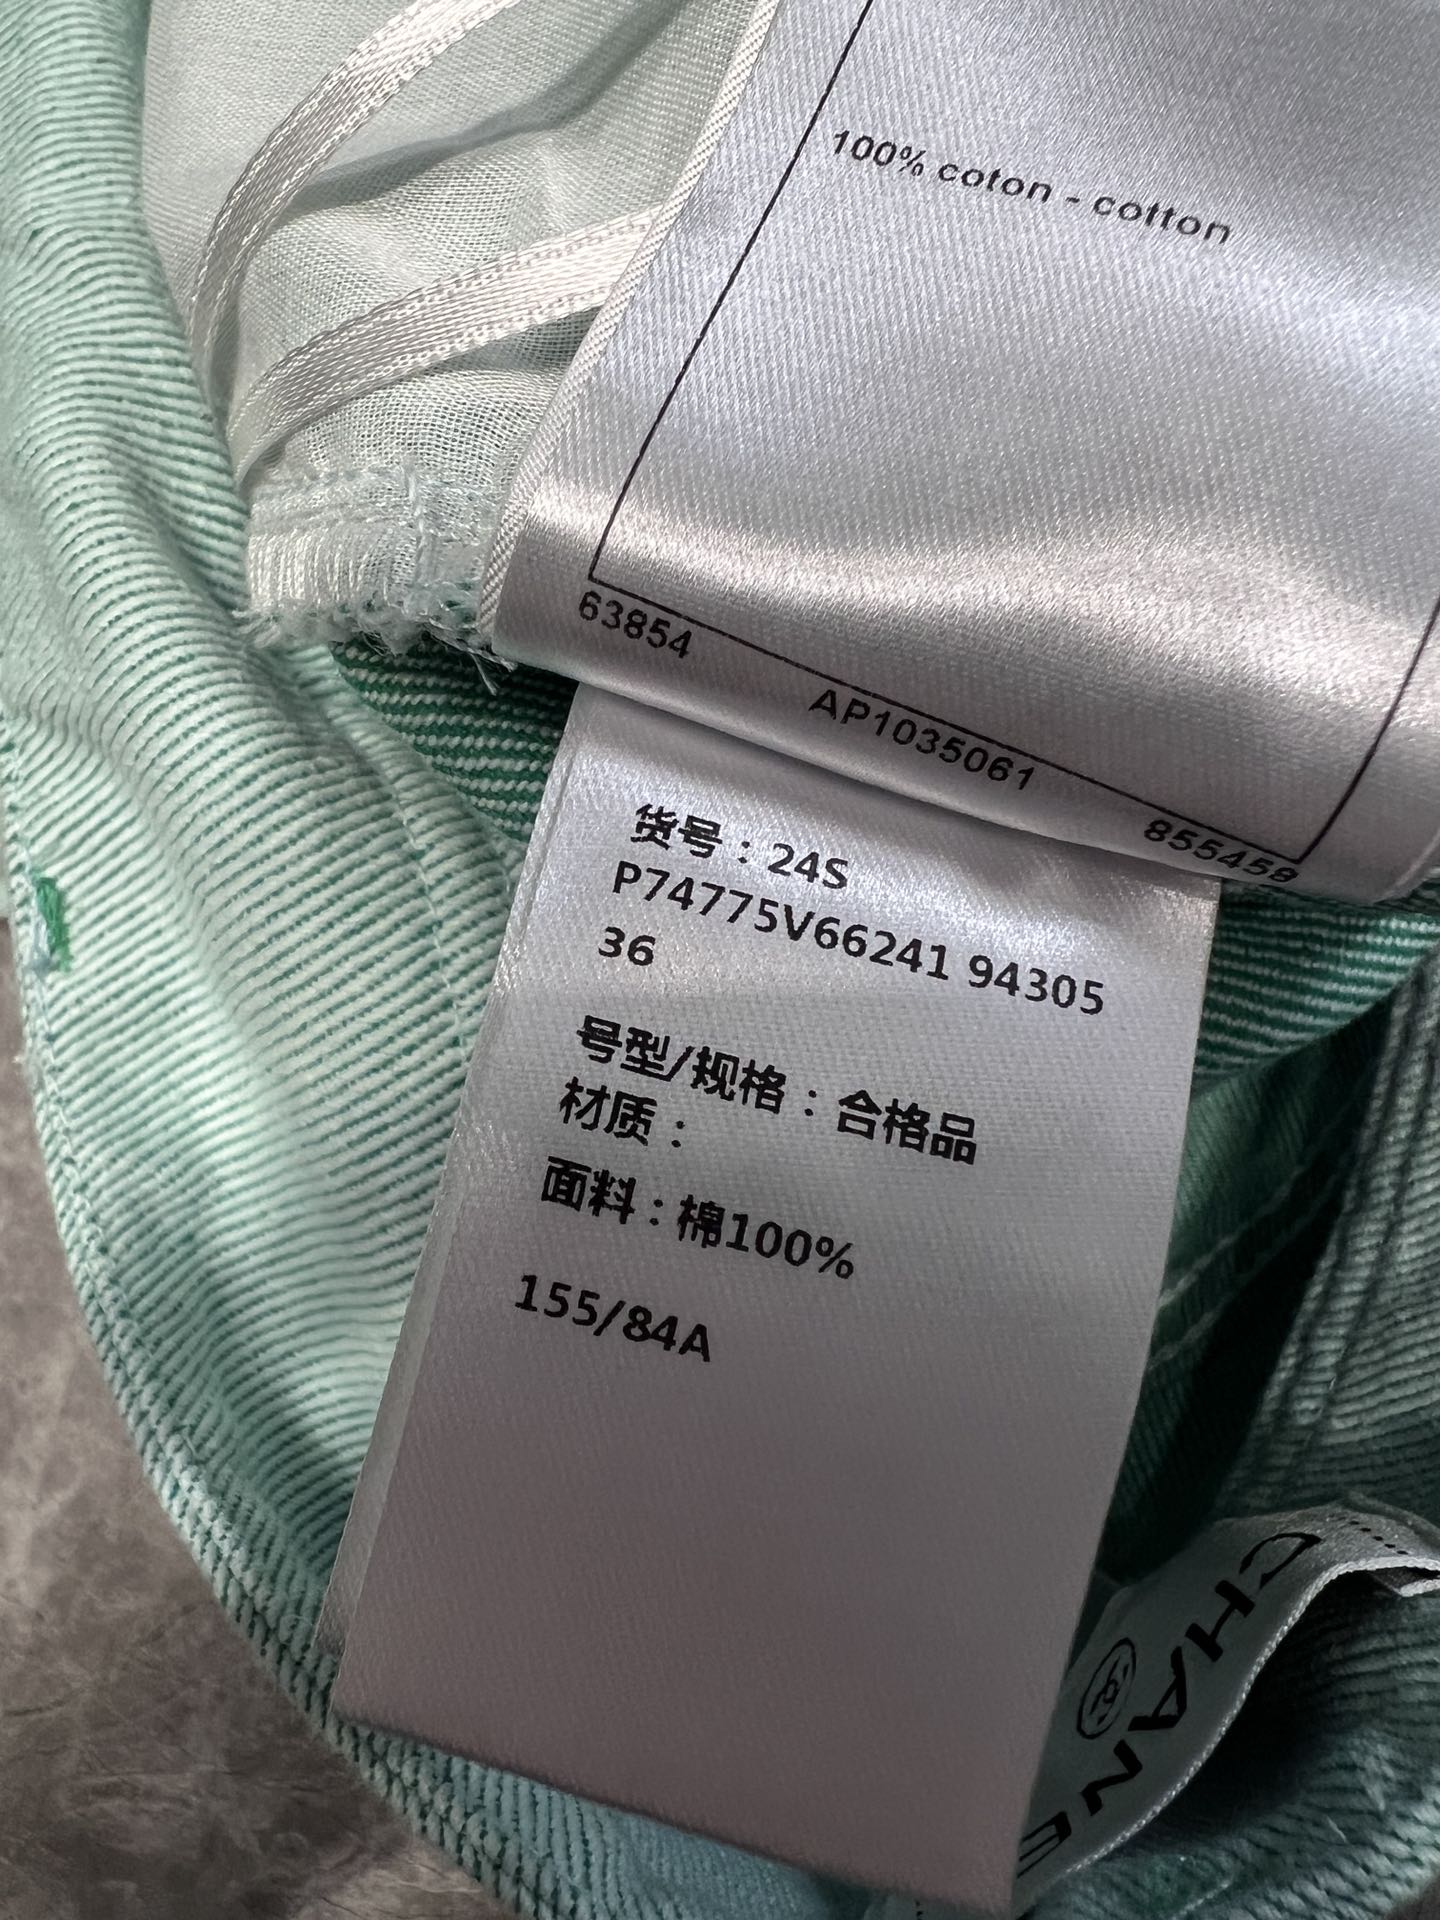 100% coton - cotton
63854
AP1035061
855458
货号：24S
P74775V66241 94305
36
号型/规格：合格品
材质：
面料：棉100%
155/84A
CHANEL